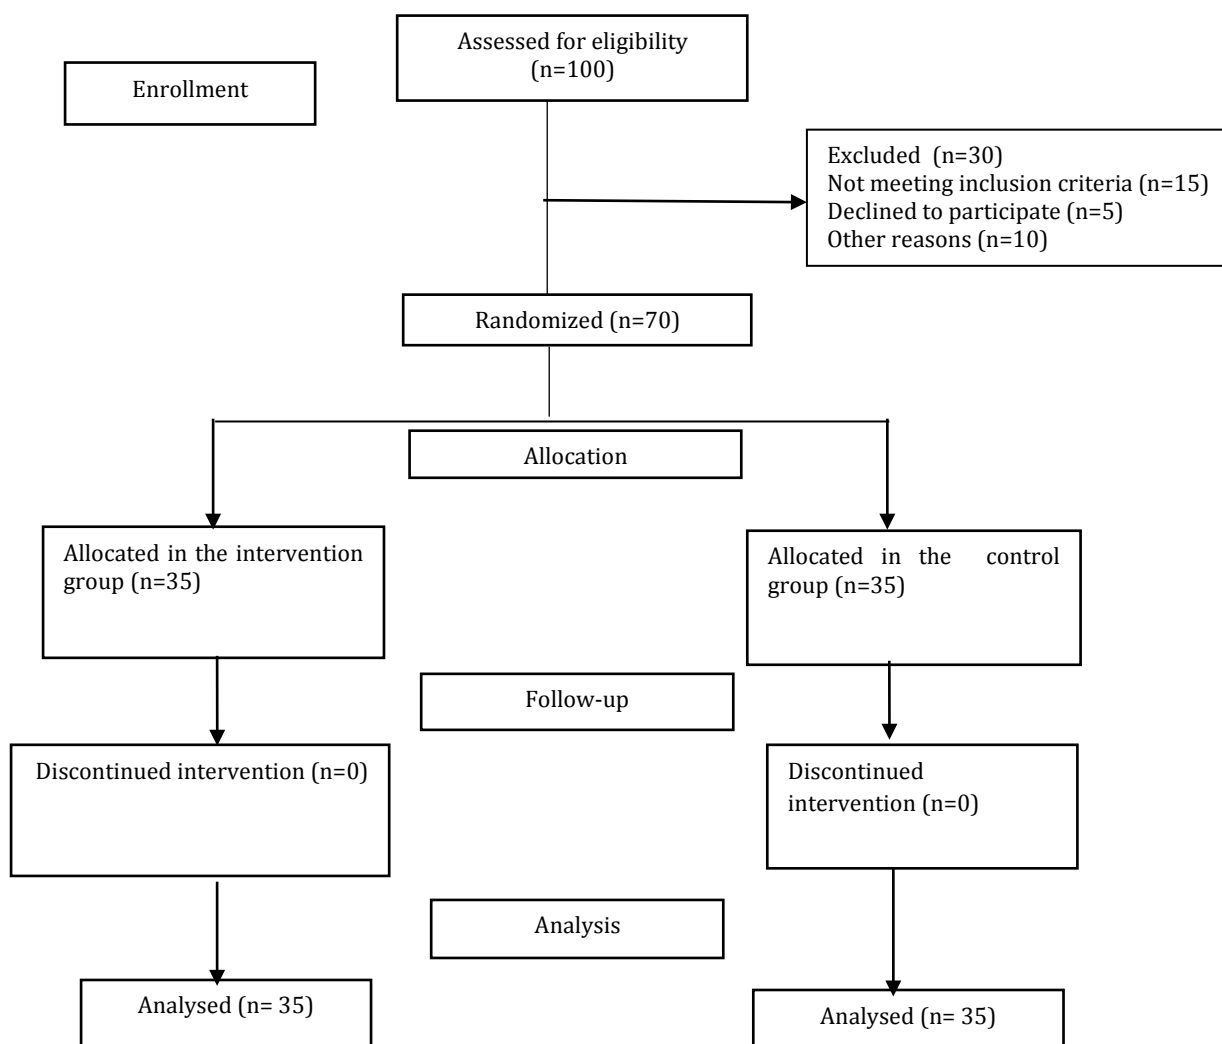 Assessed for eligibility
(n=100)
Enrollment
Excluded (n=30)
Not meeting inclusion criteria (n=15)
Declined to participate (n=5)
Other reasons (n=10)
Randomized (n=70)
Allocation
Allocated in the intervention
group (n=35)
Allocated in the control
group (n=35)
Follow-up
Discontinued intervention (n=0)
Discontinued
intervention (n=0)
Analysis
Analysed (n= 35)
Analysed (n= 35)